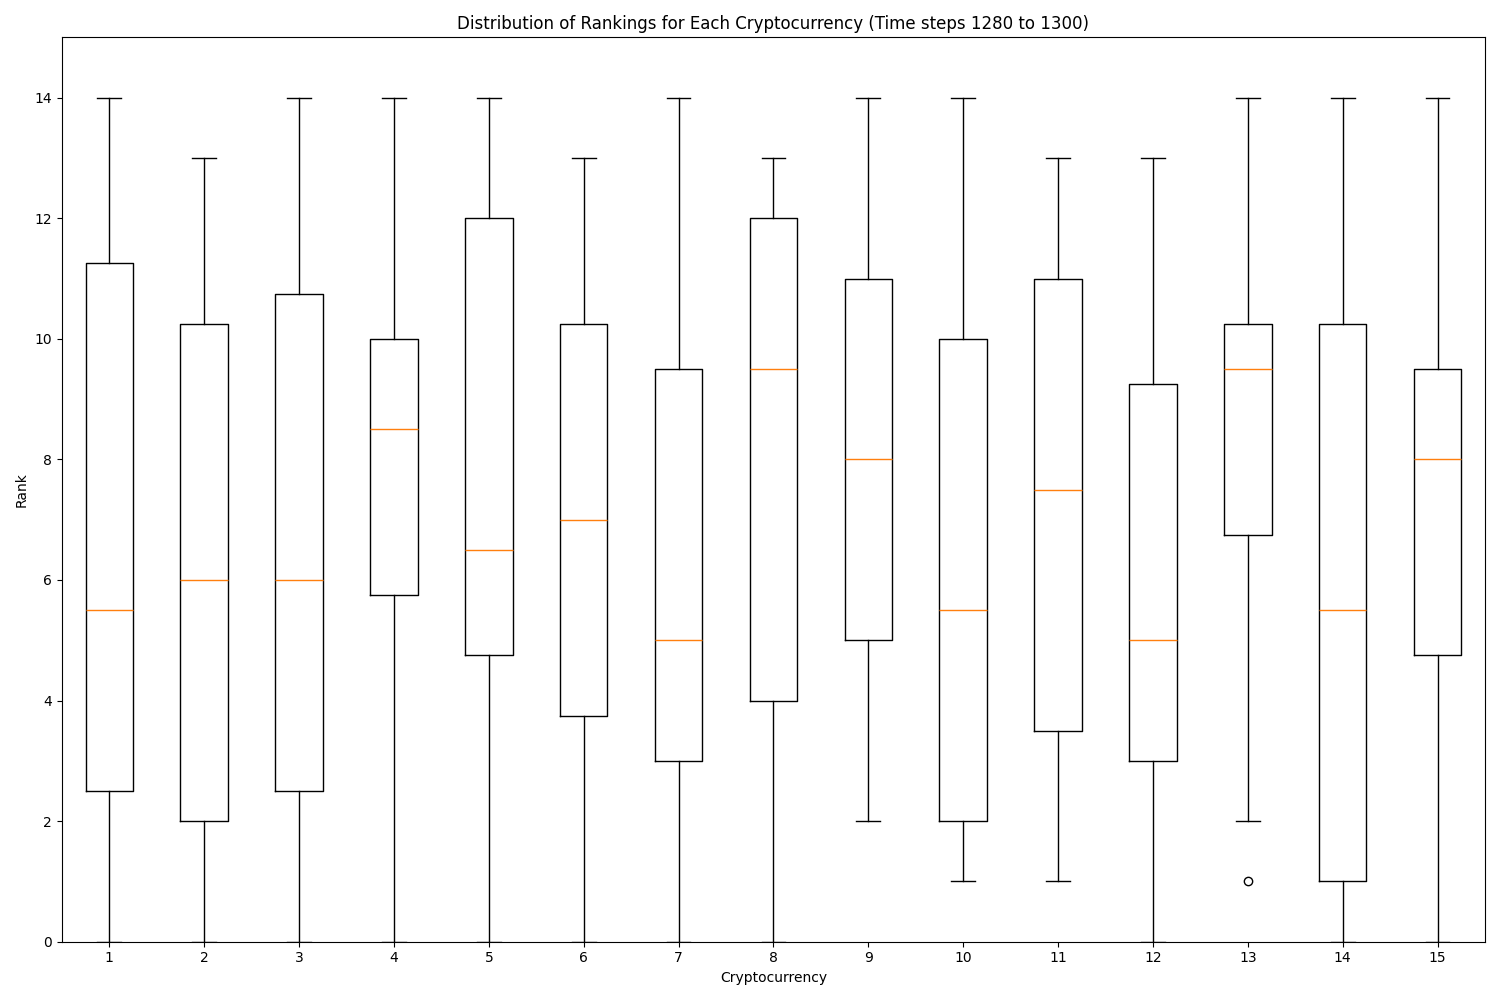 Distribution of Rankings for Each Cryptocurrency (Time steps 1280 to 1300)
14
12
10
8
6
4
2
0
Rank
1 2 3 4 5 6 7 8 9 10 11 12 13 14 15
Cryptocurrency